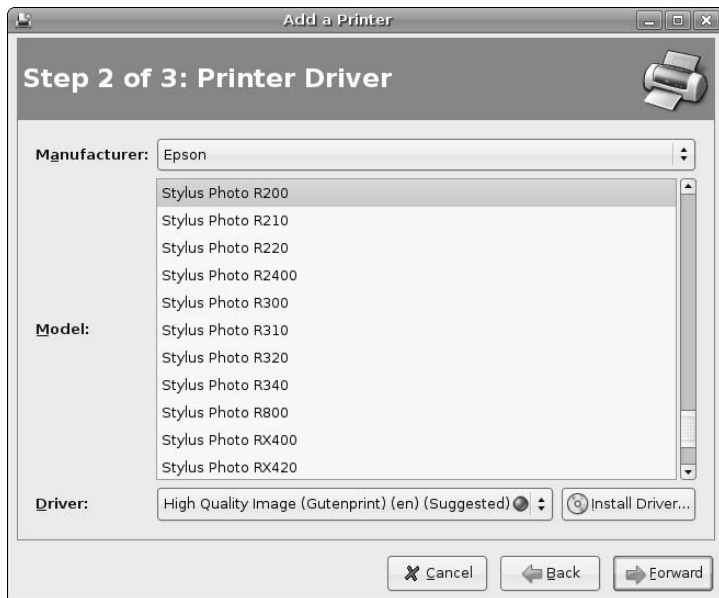 Add a Printer
Step 2 of 3: Printer Driver
Manufacturer: Epson
Stylus Photo R200
Stylus Photo R210
Stylus Photo R220
Stylus Photo R2400
Stylus Photo R300
Model: Stylus Photo R310
Stylus Photo R320
Stylus Photo R340
Stylus Photo R800
Stylus Photo RX400
Stylus Photo RX420
Driver: High Quality Image (Gutenprint) (en) (Suggested) Install Driver...
Cancel Back Forward